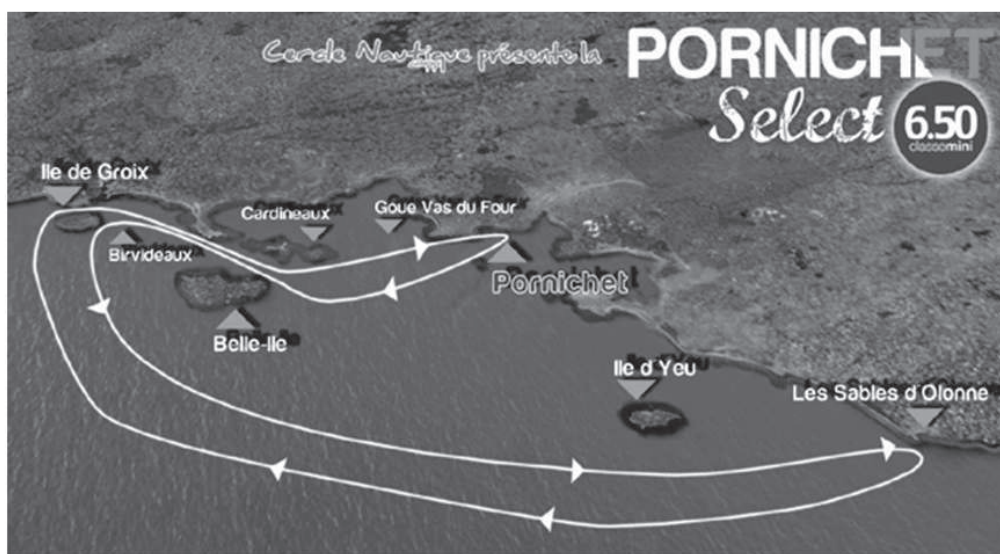 Cercle Nautique présente la
PORNICHET
Select
6.50
classemini
Ile de Groix
Cardineaux
Goue Vas du Four
Birvideaux
Pornichet
Belle-Ile
Ile d'Yeu
Les Sables d'Olonne